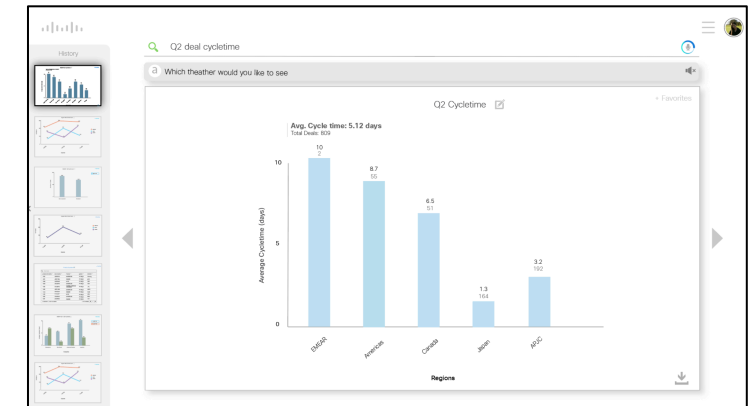 History
Q2 deal cycletime
a Which theather would you like to see
Q2 Cycletime
+ Favorites
Avg. Cycle time: 5.12 days
Total Deals; 809
10
2
8.7
55
6.5
51
1.3
164
3.2
192
10
5
0
Average Cycletime (days)
EMEAR
Americas
Canada
Japan
APJC
Regions